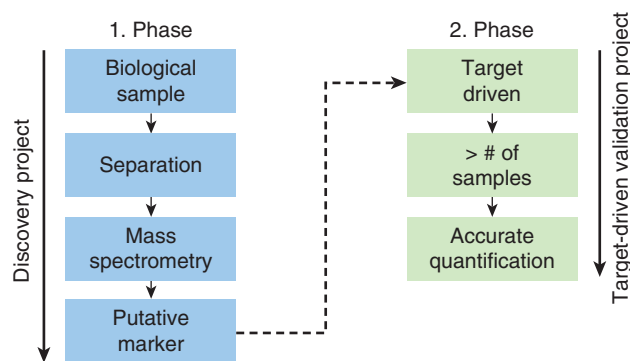 1. Phase
Biological
sample
Separation
Mass
spectrometry
Putative
marker
Discovery project
2. Phase
Target
driven
> # of
samples
Accurate
quantification
Target-driven validation project